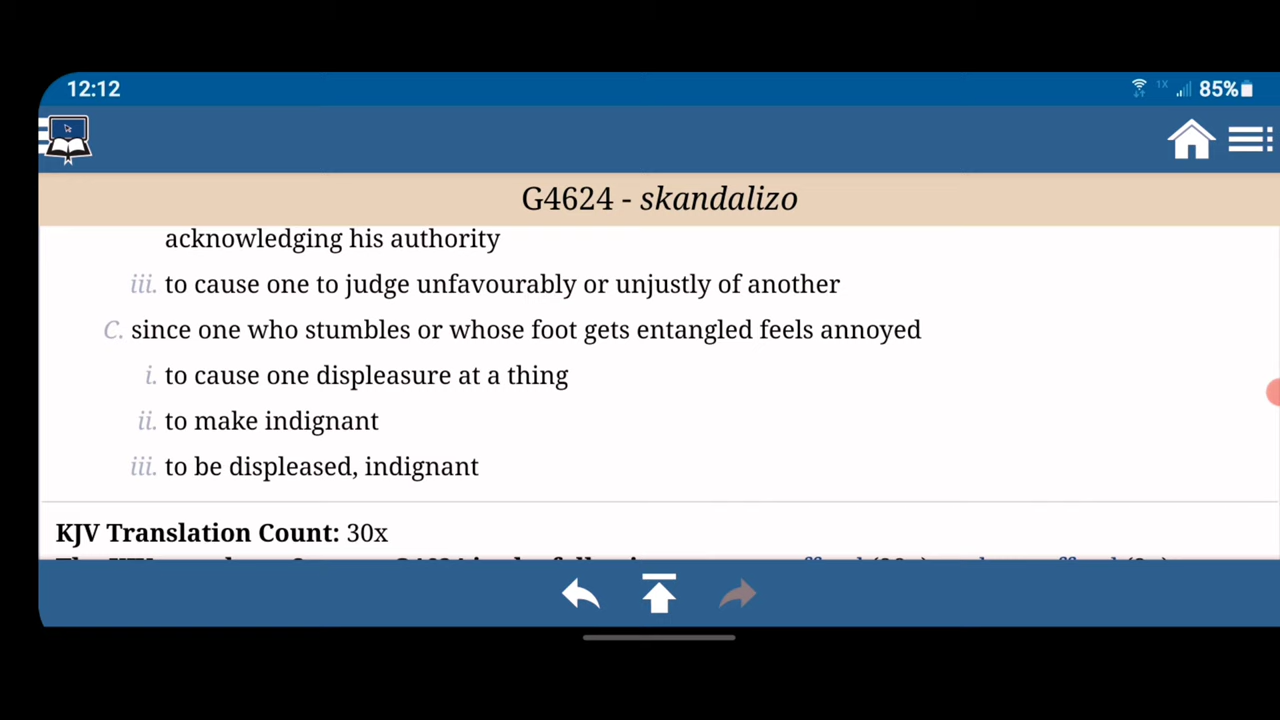 12:12
1X
85%
G4624 - skandalizo
acknowledging his authority
iii. to cause one to judge unfavourably or unjustly of another
C. since one who stumbles or whose foot gets entangled feels annoyed
i. to cause one displeasure at a thing
ii. to make indignant
iii. to be displeased, indignant
KJV Translation Count: 30x